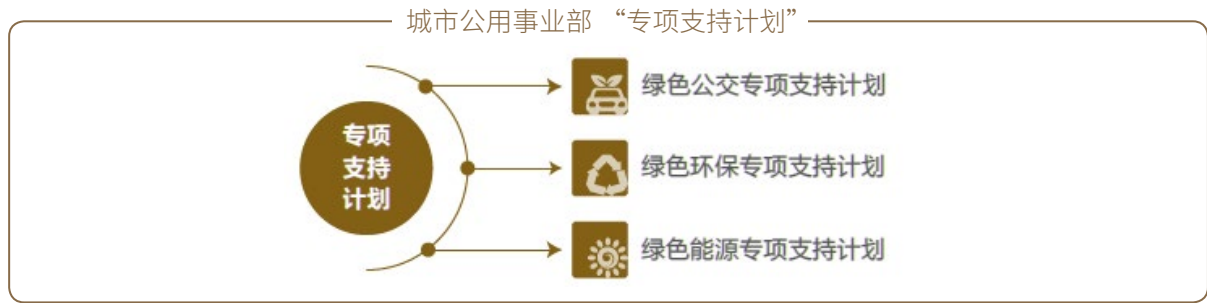 城市公用事业部 “专项支持计划”
专项
支持
计划
绿色公交专项支持计划
绿色环保专项支持计划
绿色能源专项支持计划